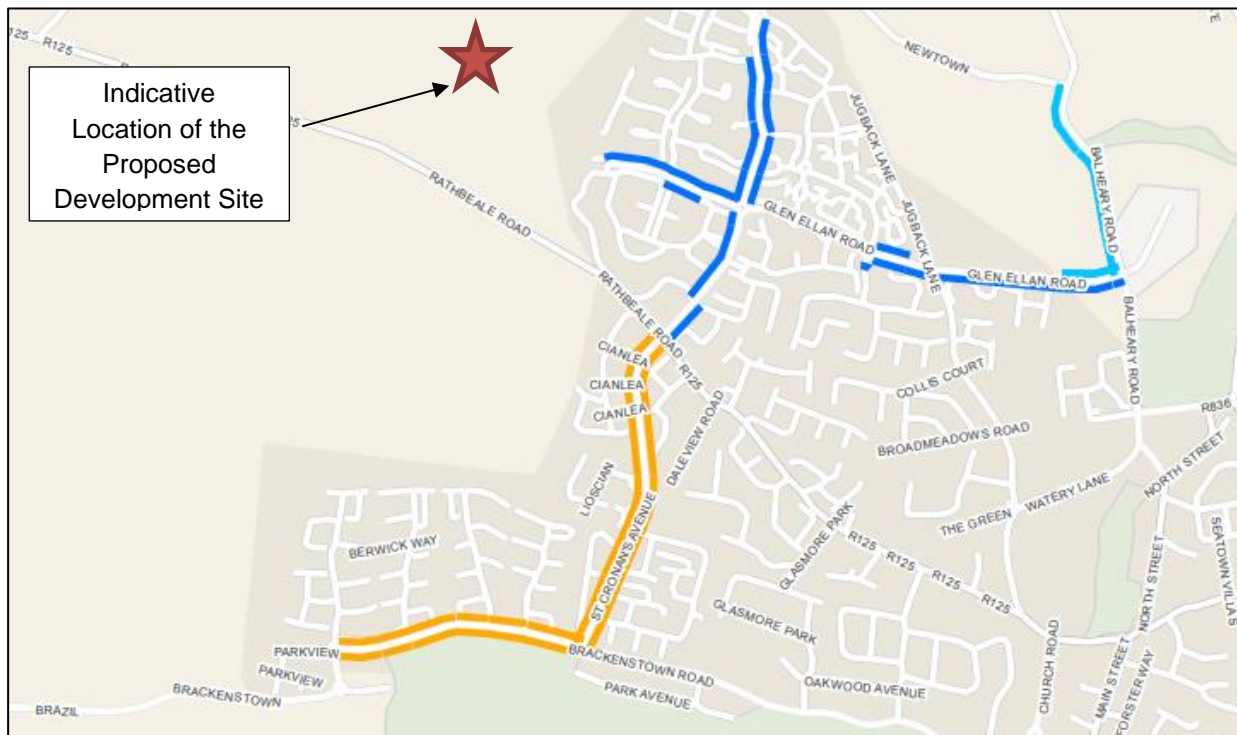 125
R125
NEWTOWN
Indicative
Location of the
Proposed
Development Site
JUGBACK LANE
RATHBEALE ROAD
BALHEARY ROAD
JUGBACK LANE
GLEN ELLAN ROAD
GLEN ELLAN ROAD
RATHBEALE ROAD
BALHEARY ROAD
CIANLEA
R125
CIANLEA
COLLIS COURT
CIANLEA
R836
DALEVIEW ROAD
BROADMEADOWS ROAD
NORTH STREET
LIOSCIAN
WATERY LANE
THE GREEN
ST CRONAN'S AVENUE
BERWICK WAY
GLASMORE PARK
R125
R125
R125
SEATOWN VILLAS
NORTH STREET
GLASMORE PARK
PARKVIEW
BRACKENSTOWN ROAD
PARKVIEW
OAKWOOD AVENUE
CHURCH ROAD
BRACKENSTOWN
PARK AVENUE
MAIN STREET
FORSTERWAY
BRAZIL